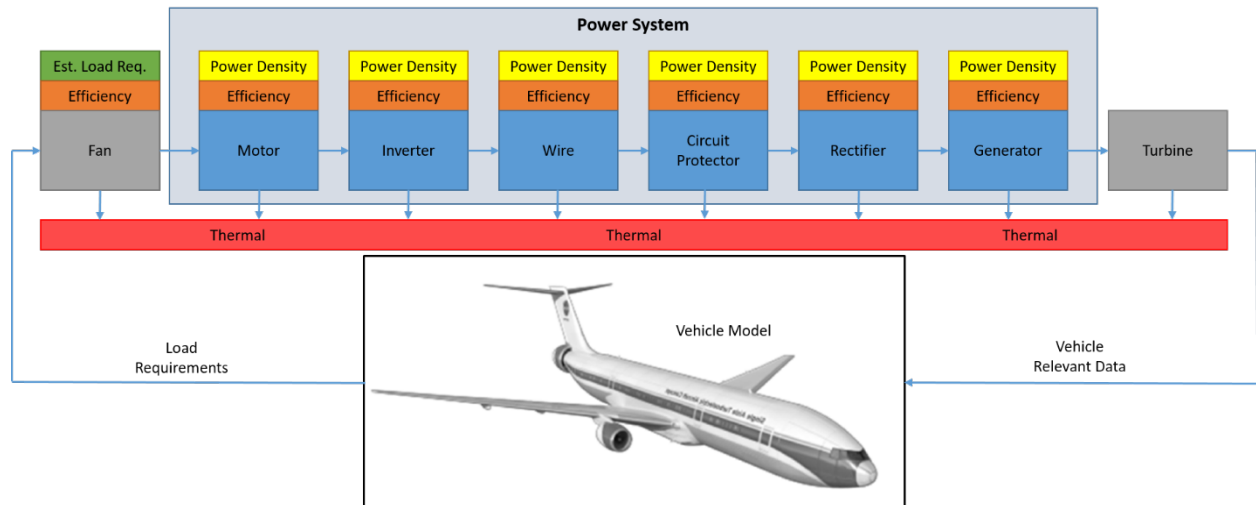 Power System
Est. Load Req.
Efficiency
Fan
Power Density
Efficiency
Motor
Power Density
Efficiency
Inverter
Power Density
Efficiency
Wire
Power Density
Efficiency
Circuit
Protector
Power Density
Efficiency
Rectifier
Power Density
Efficiency
Generator
Turbine
Thermal
Thermal
Thermal
Load
Requirements
Vehicle Model
Vehicle
Relevant Data